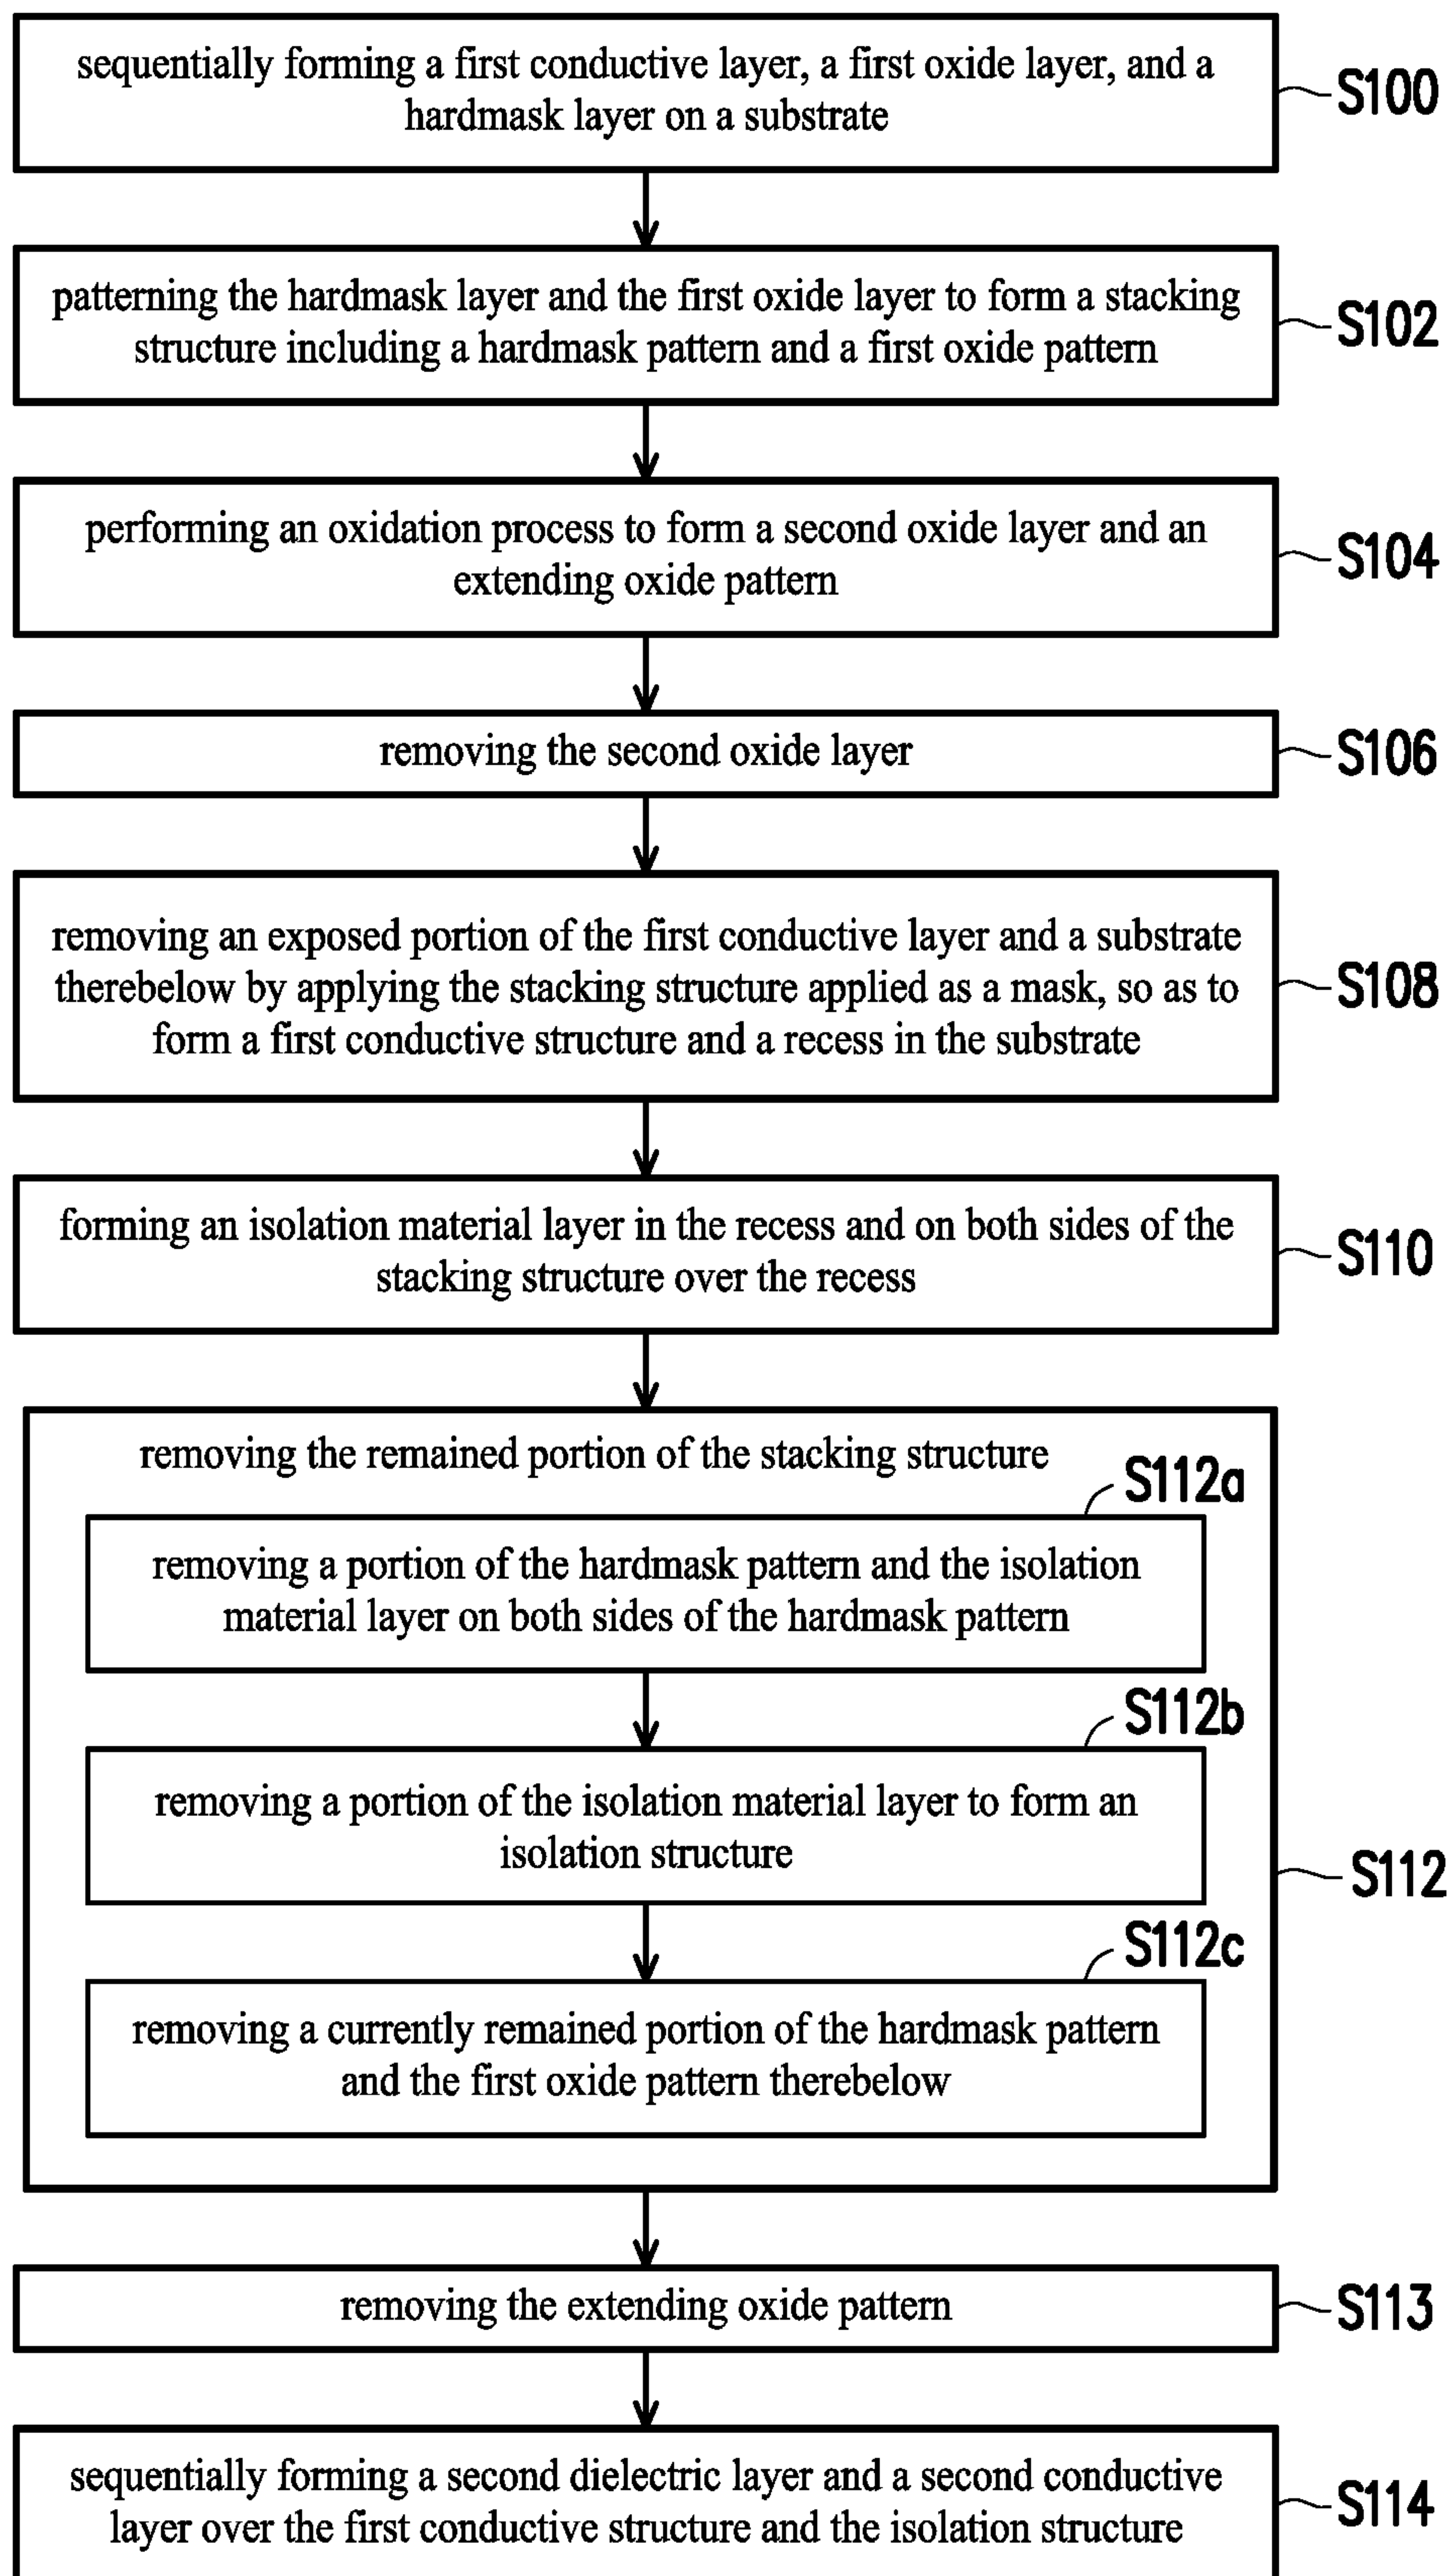 sequentially forming a first conductive layer, a first oxide layer, and a
hardmask layer on a substrate
S100
patterning the hardmask layer and the first oxide layer to form a stacking
structure including a hardmask pattern and a first oxide pattern
S102
performing an oxidation process to form a second oxide layer and an
extending oxide pattern
S104
removing the second oxide layer
S106
removing an exposed portion of the first conductive layer and a substrate
therebelow by applying the stacking structure applied as a mask, so as to
form a first conductive structure and a recess in the substrate
S108
forming an isolation material layer in the recess and on both sides of the
stacking structure over the recess
S110
removing the remained portion of the stacking structure
S112a
removing a portion of the hardmask pattern and the isolation
material layer on both sides of the hardmask pattern
S112b
removing a portion of the isolation material layer to form an
isolation structure
S112
S112c
removing a currently remained portion of the hardmask pattern
and the first oxide pattern therebelow
removing the extending oxide pattern
S113
sequentially forming a second dielectric layer and a second conductive
layer over the first conductive structure and the isolation structure
S114